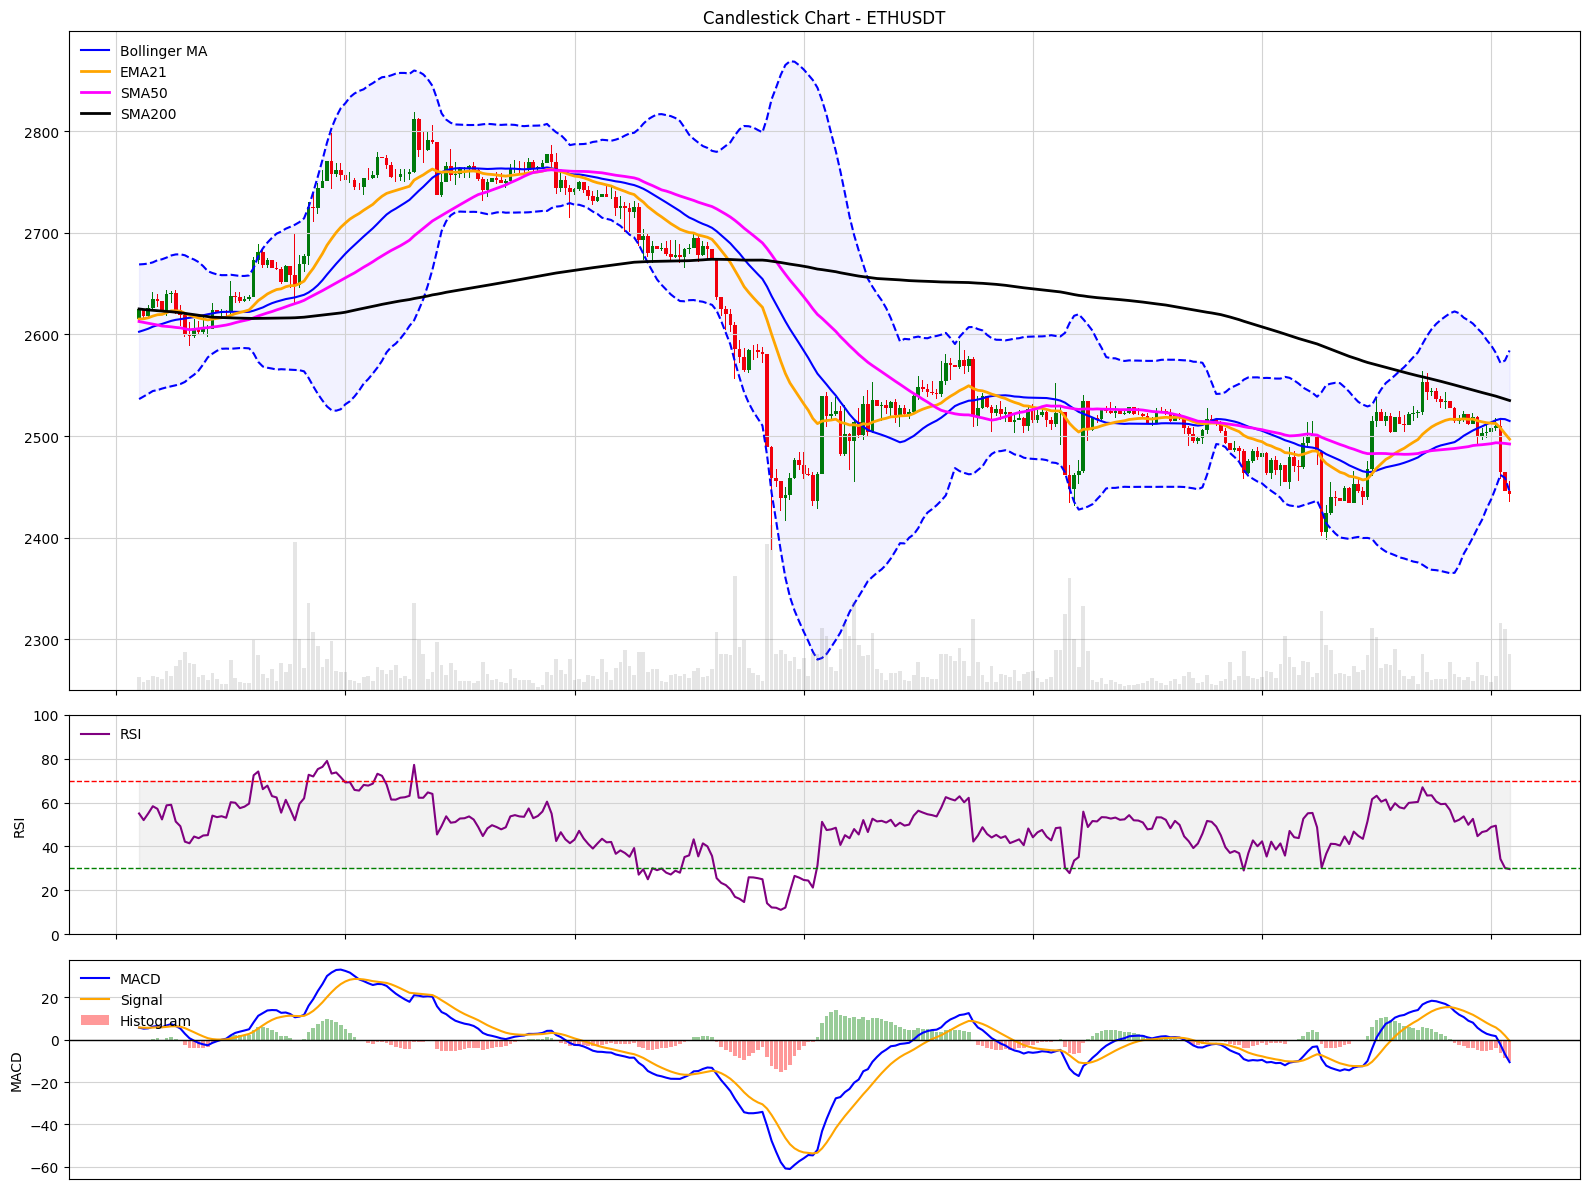 Candlestick Chart - ETHUSDT
Bollinger MA
EMA21
SMA50
SMA200
2800
2700
2600
2500
2400
2300
RSI
100
80
60
40
20
0
RSI
MACD
Signal
Histogram
20
0
−20
−40
−60
MACD